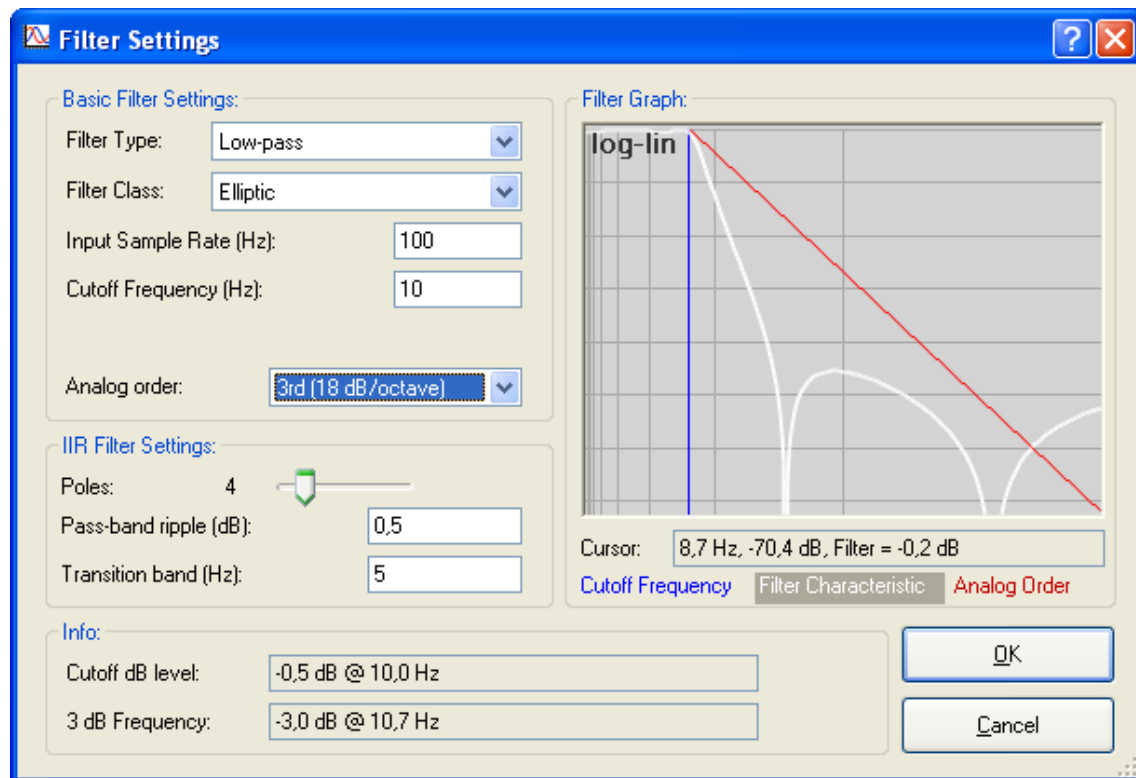 Filter Settings
Basic Filter Settings:
Filter Type: Low-pass
Filter Class: Elliptic
Input Sample Rate (Hz): 100
Cutoff Frequency (Hz): 10
Analog order: 3rd (18 dB/octave)
IIR Filter Settings:
Poles: 4
Pass-band ripple (dB): 0,5
Transition band (Hz): 5
Filter Graph:
log-lin
Cursor: 8,7 Hz, -70,4 dB, Filter = -0,2 dB
Cutoff Frequency Filter Characteristic Analog Order
Info:
Cutoff dB level: -0,5 dB @ 10,0 Hz
3 dB Frequency: -3,0 dB @ 10,7 Hz
OK
Cancel